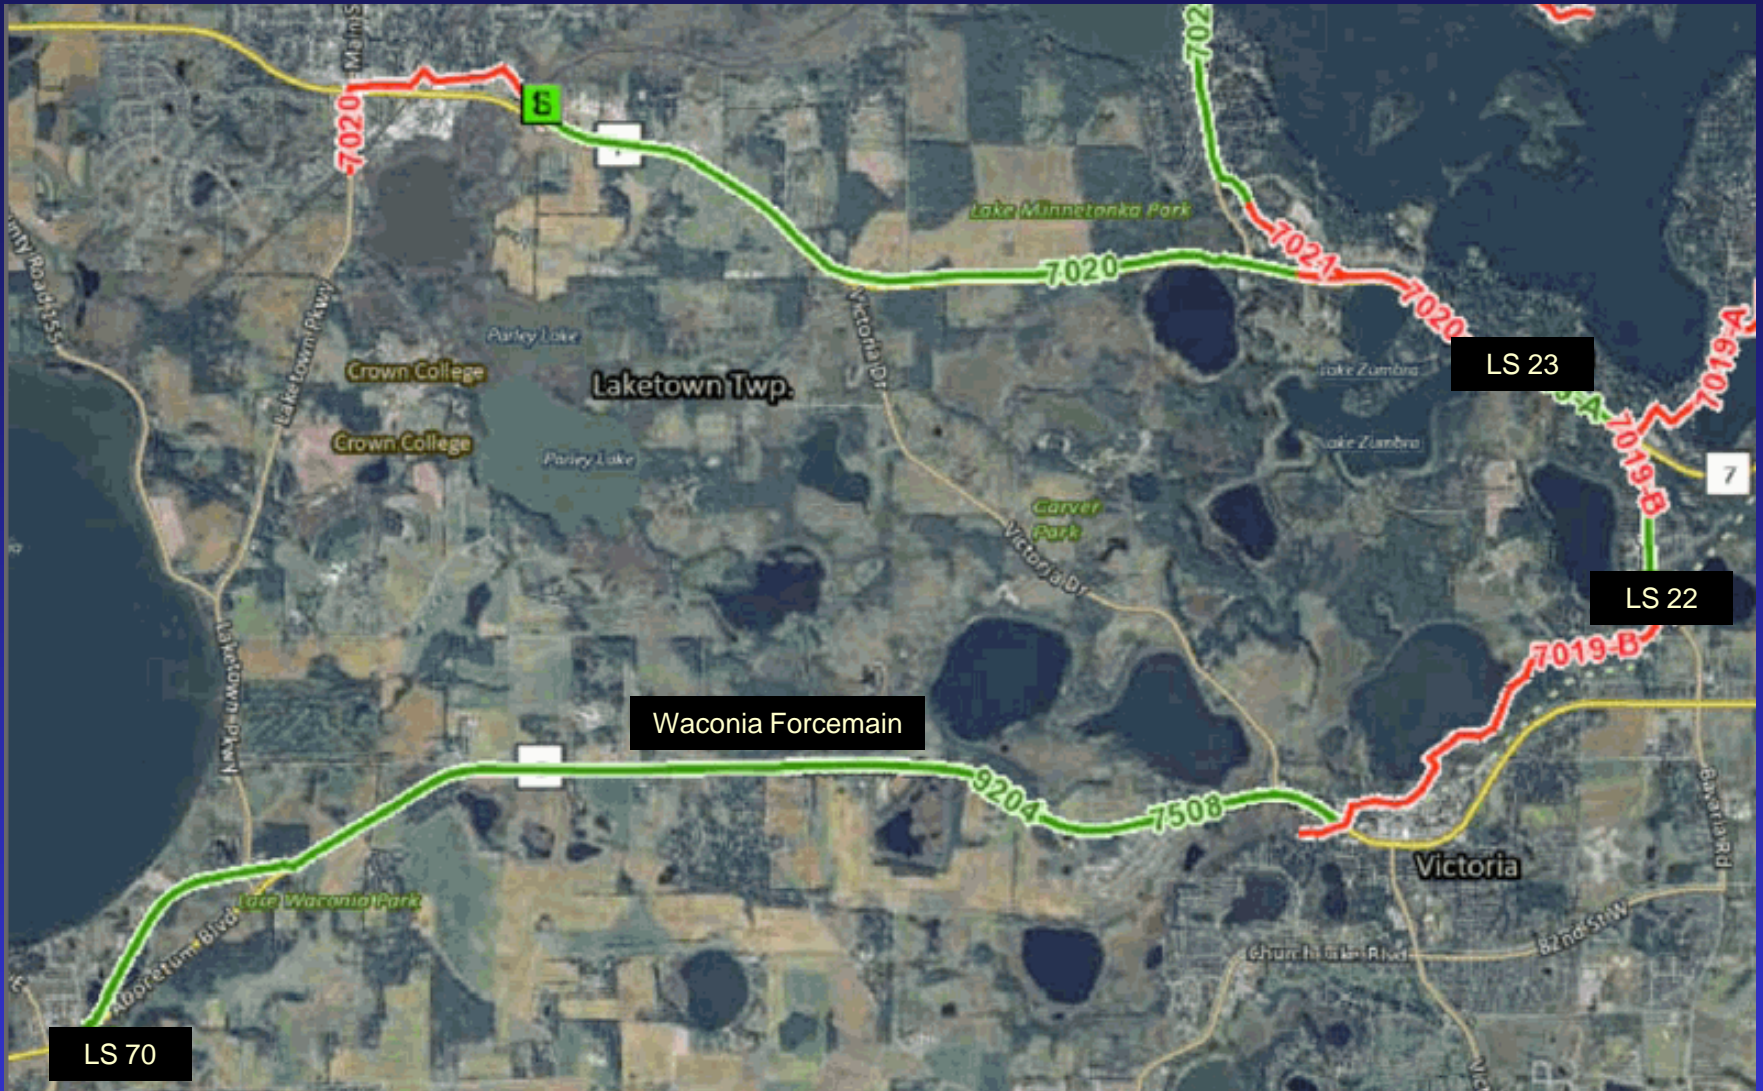 702
7020
Lake Minnetonka Park
7021
7020
7020
7019-A
Parley Lake
Crown College
Laketown Twp.
Victoria Dr
Laketown Pkwy
LS 23
Lake Zumbra
-A
7019-B
7
Crown College
Lake Zumbra
Parley Lake
Carver
Park
Victoria Dr
LS 22
7019-B
Laketown Pkwy
Waconia Forcemain
9204
7508
Bavaria Rd
Victoria
Lake Waconia Park
Arboretum Blvd
82nd St W
Church Lake Blvd
LS 70